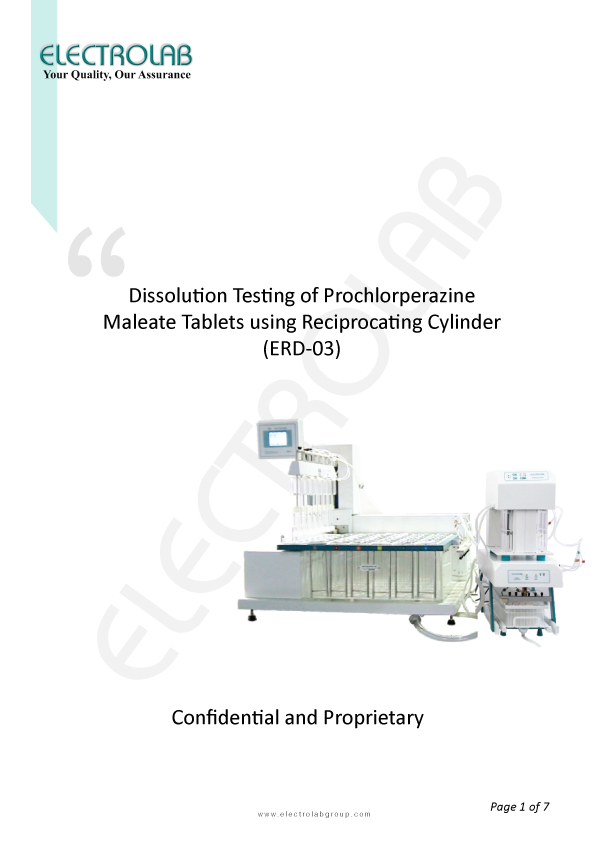 ELECTROLAB
Your Quality, Our Assurance
“
Dissolution Testing of Prochlorperazine
Maleate Tablets using Reciprocating Cylinder
(ERD-03)
ELECTROLAB
Confidential and Proprietary
Page 1 of 7
www.electrolabgroup.com